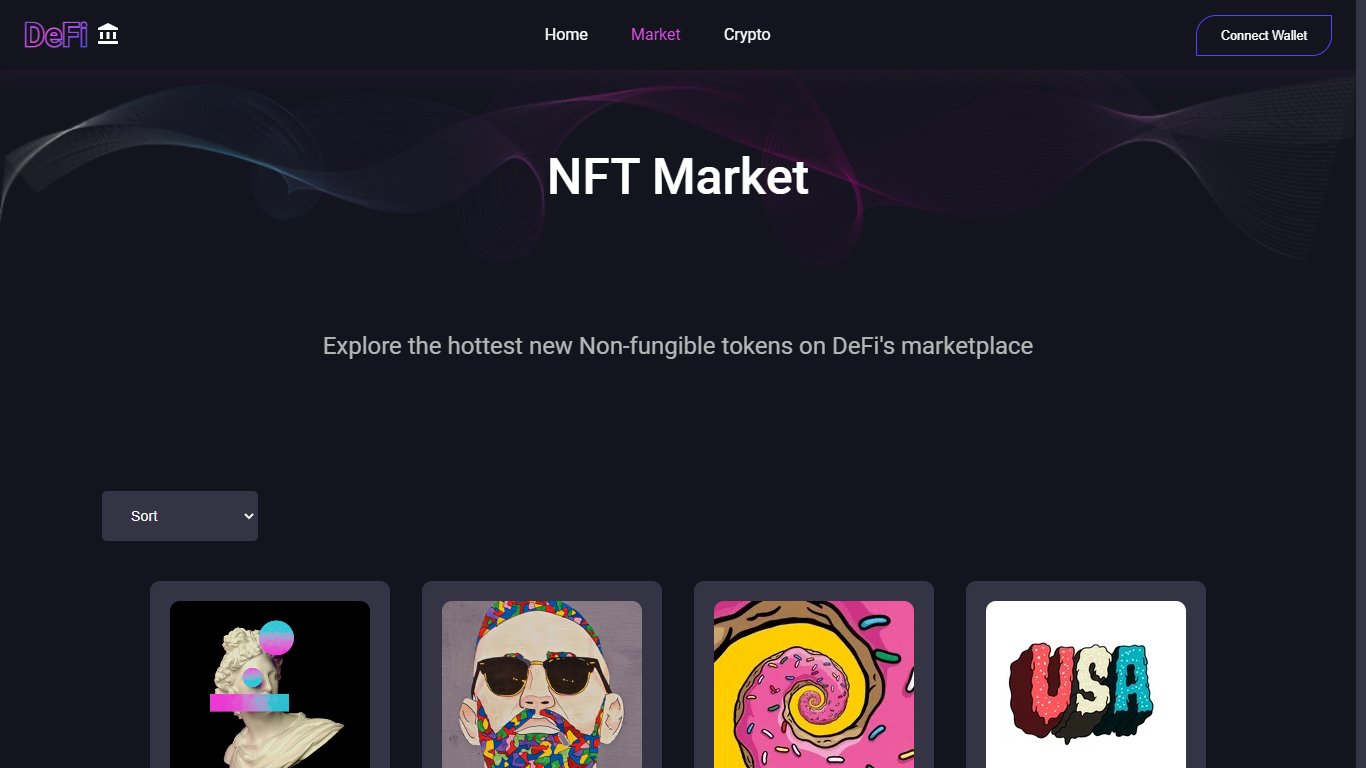 DeFi
Home
Market
Crypto
Connect Wallet
NFT Market
Explore the hottest new Non-fungible tokens on DeFi's marketplace
Sort
USA